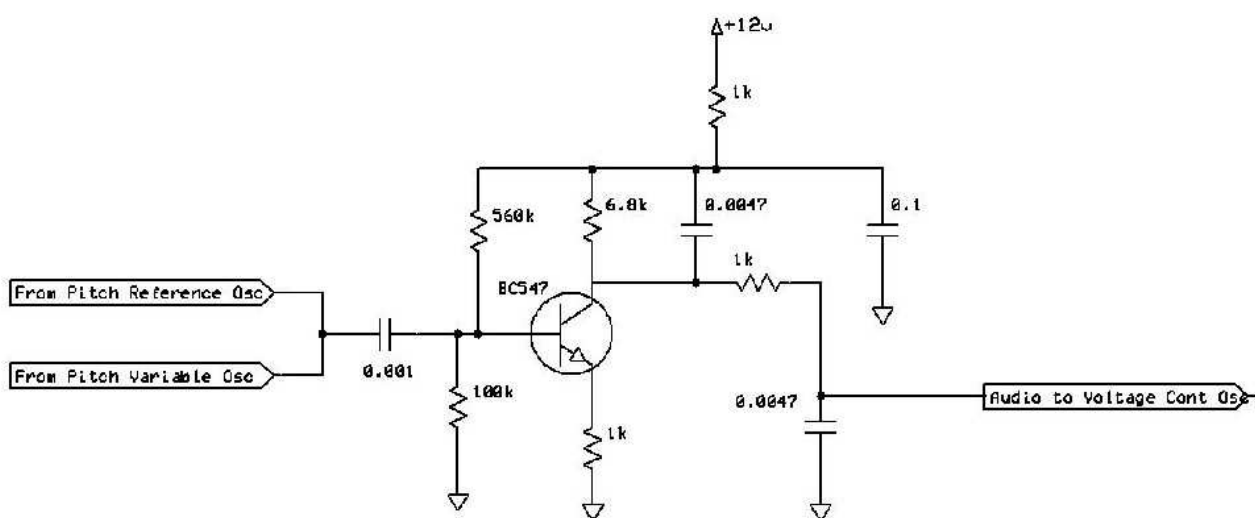 +12v
1k
560k
6.8k
0.0047
0.1
1k
From Pitch Reference Osc
BC547
From Pitch Variable Osc
0.001
100k
0.0047
Audio to Voltage Cont Osc
1k